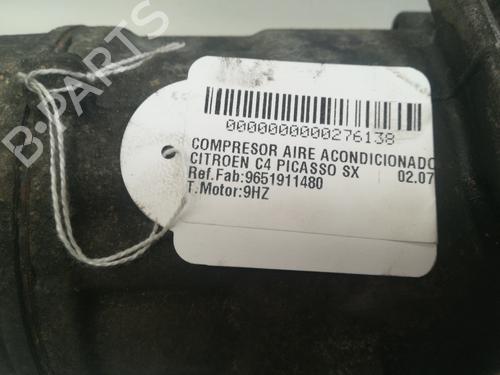 0000000000276138
COMPRESOR AIRE ACONDICIONADO
CITROEN C4 PICASSO SX 02.07
Ref.Fab:9651911480
T.Motor:9HZ
B-PARTS